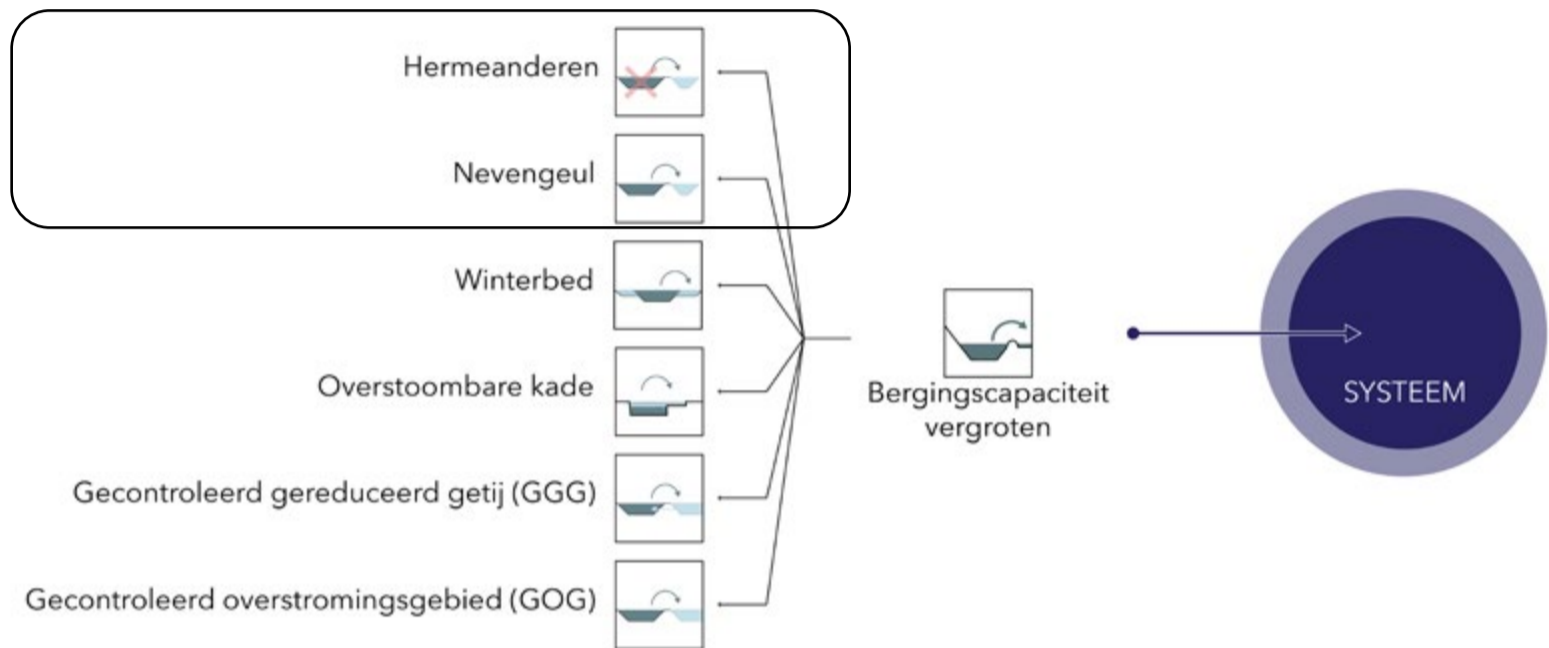 Hermeanderen
Nevengeul
Winterbed
Overstoombare kade
Gecontroleerd gereduceerd getij (GGG)
Gecontroleerd overstromingsgebied (GOG)
Bergingscapaciteit
vergroten
SYSTEEM